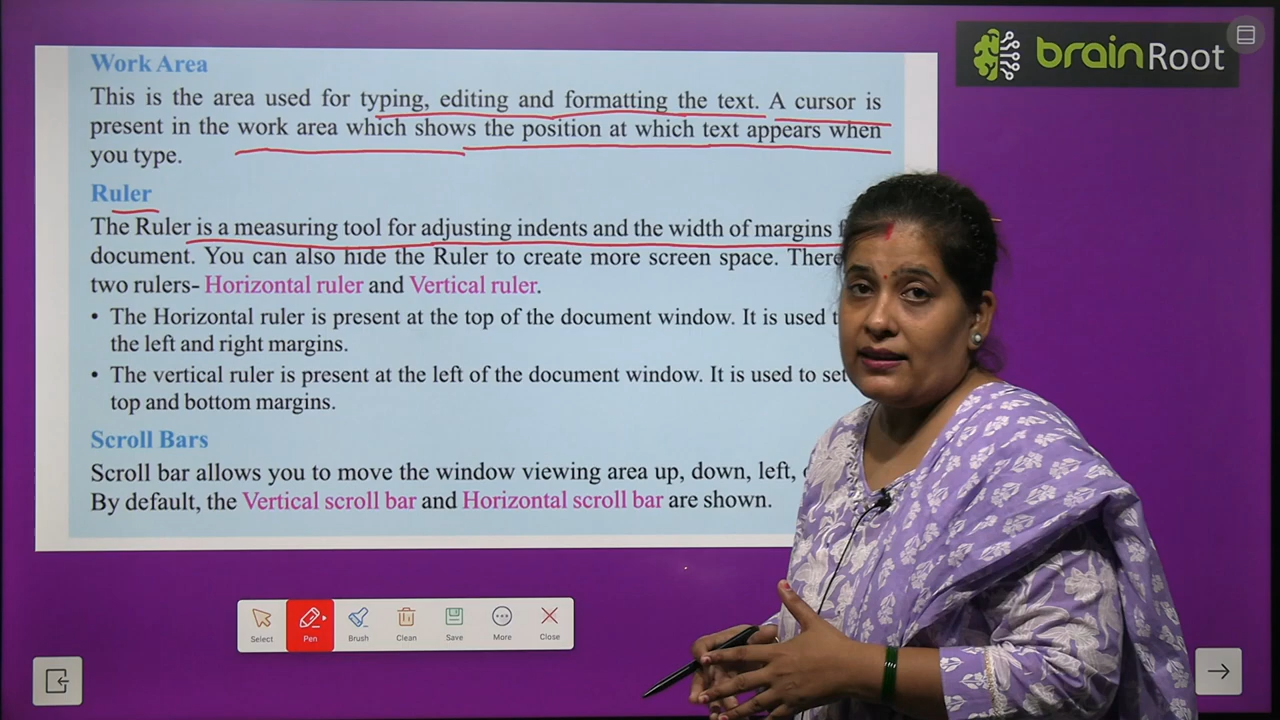 brainRoot
Work Area
This is the area used for typing, editing and formatting the text. A cursor is
present in the work area which shows the position at which text appears when
you type.
Ruler
The Ruler is a measuring tool for adjusting indents and the width of margins
document. You can also hide the Ruler to create more screen space. There
two rulers- Horizontal ruler and Vertical ruler.
• The Horizontal ruler is present at the top of the document window. It is used
the left and right margins.
• The vertical ruler is present at the left of the document window. It is used to set
top and bottom margins.
Scroll Bars
Scroll bar allows you to move the window viewing area up, down, left,
By default, the Vertical scroll bar and Horizontal scroll bar are shown.
Select Pen Brush Clean Save More Close